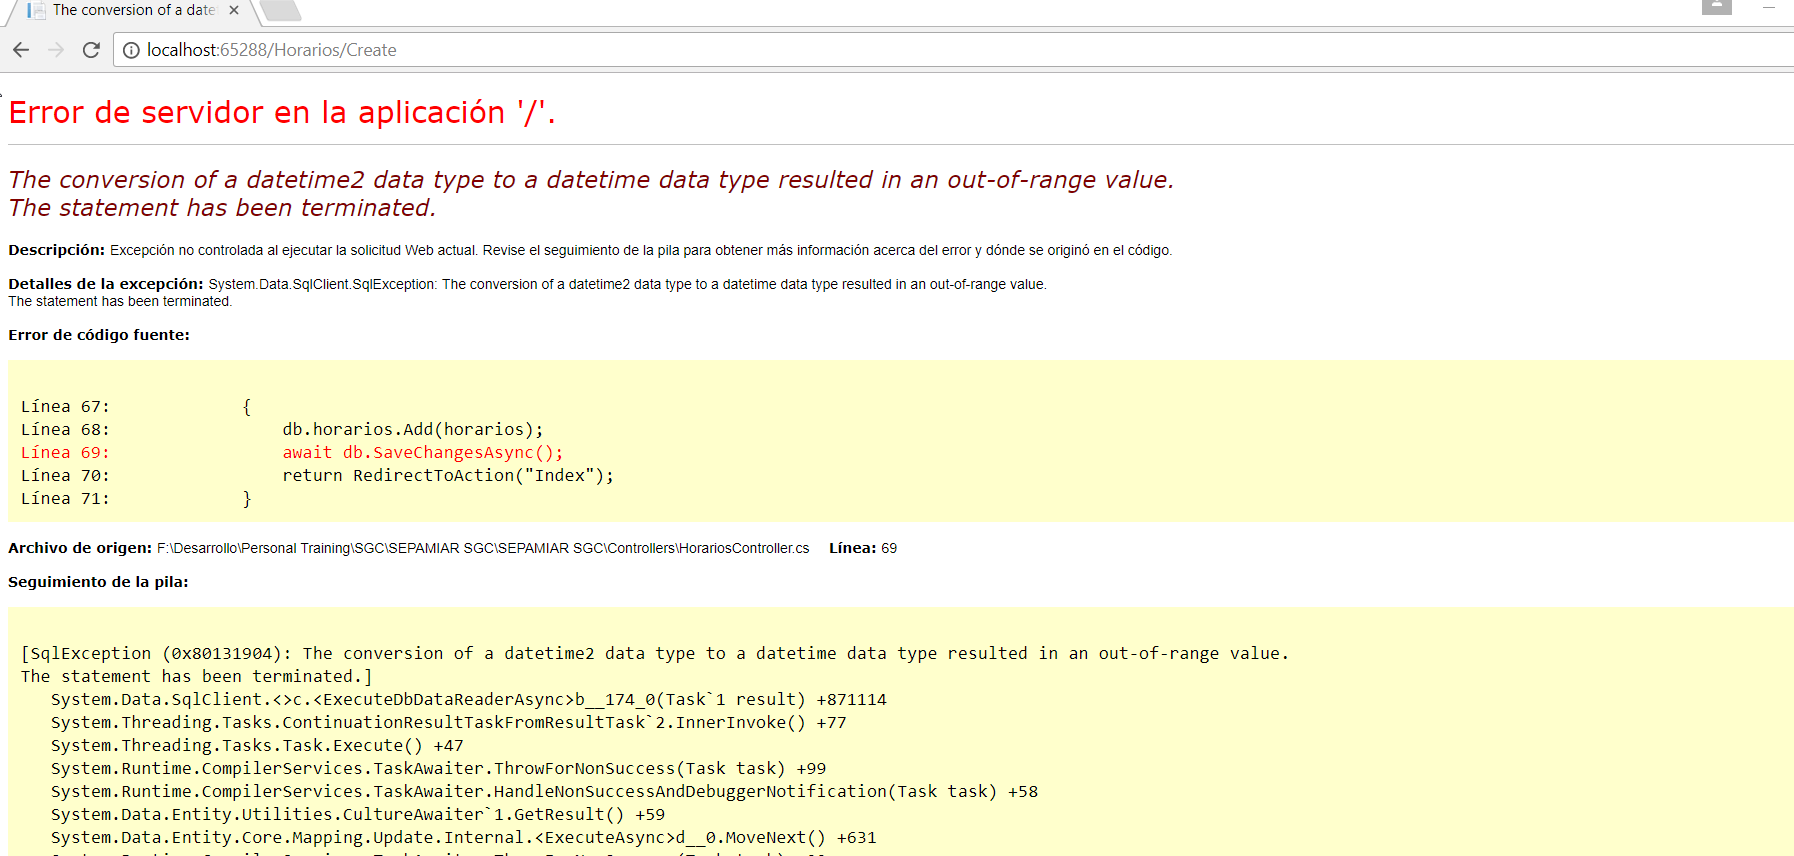 The conversion of a date
localhost:65288/Horarios/Create
Error de servidor en la aplicación '/'.
The conversion of a datetime2 data type to a datetime data type resulted in an out-of-range value.
The statement has been terminated.
Descripción: Excepción no controlada al ejecutar la solicitud Web actual. Revise el seguimiento de la pila para obtener más información acerca del error y dónde se originó en el código.
Detalles de la excepción: System.Data.SqlClient.SqlException: The conversion of a datetime2 data type to a datetime data type resulted in an out-of-range value.
The statement has been terminated.
Error de código fuente:
Línea 67:             {
Línea 68:                 db.horarios.Add(horarios);
Línea 69:                 await db.SaveChangesAsync();
Línea 70:                 return RedirectToAction("Index");
Línea 71:             }
Archivo de origen: F:\Desarrollo\Personal Training\SGC\SEPAMIAR SGC\SEPAMIAR SGC\Controllers\HorariosController.cs    Línea: 69
Seguimiento de la pila:
[SqlException (0x80131904): The conversion of a datetime2 data type to a datetime data type resulted in an out-of-range value.
The statement has been terminated.]
   System.Data.SqlClient.<>c.<ExecuteDbDataReaderAsync>b__174_0(Task`1 result) +871114
   System.Threading.Tasks.ContinuationResultTaskFromResultTask`2.InnerInvoke() +77
   System.Threading.Tasks.Task.Execute() +47
   System.Runtime.CompilerServices.TaskAwaiter.ThrowForNonSuccess(Task task) +99
   System.Runtime.CompilerServices.TaskAwaiter.HandleNonSuccessAndDebuggerNotification(Task task) +58
   System.Data.Entity.Utilities.CultureAwaiter`1.GetResult() +59
   System.Data.Entity.Core.Mapping.Update.Internal.<ExecuteAsync>d__0.MoveNext() +631